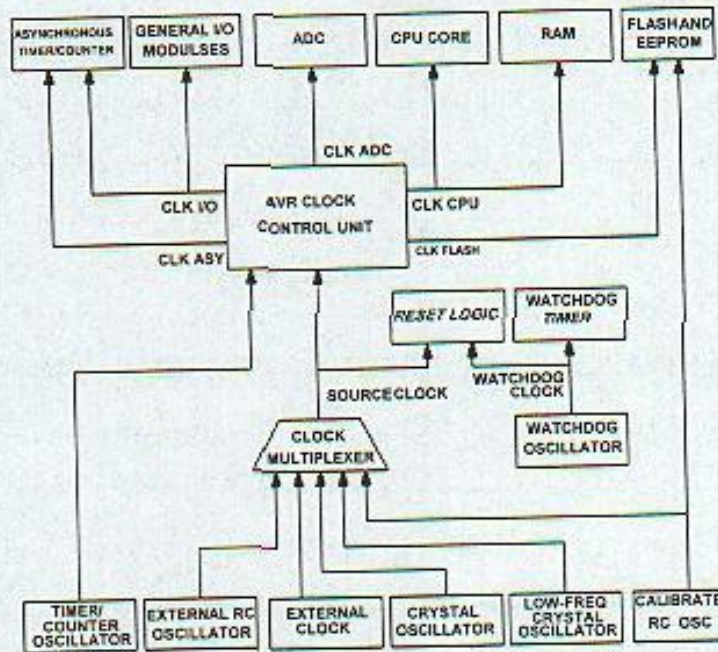 ASYNCHROHOUS
TIMER/COUNTER
GENERAL I/O
MODULSES
ADC
CPU CORE
RAM
FLASHAND
EEPROM
CLK ADC
CLK I/O
AVR CLOCK
CONTROL UNIT
CLK CPU
CLK ASY
CLK FLASH
RESET LOGIC
WATCHDOG
TIMER
SOURCECLOCK
WATCHDOG
CLOCK
CLOCK
MULTIPLEXER
WATCHDOG
OSCILLATOR
TIMER/
COUNTER
OSCILLATOR
EXTERNAL RC
OSCILLATOR
EXTERNAL
CLOCK
CRYSTAL
OSCILLATOR
LOW-FREQ
CRYSTAL
OSCILLATOR
CALIBRATE
RC OSC